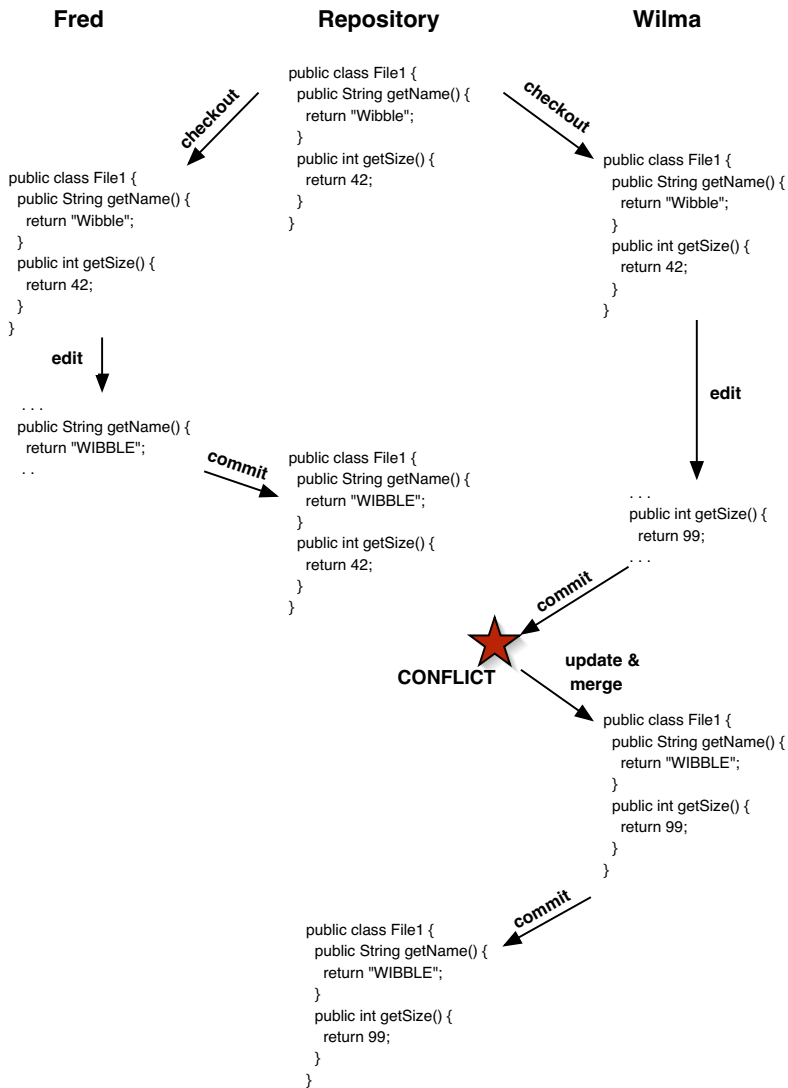 Fred
Repository
Wilma
public class File1 {
public String getName() {
return "Wibble";
}
public int getSize() {
return 42;
}
}
checkout
checkout
public class File1 {
public String getName() {
return "Wibble";
}
public int getSize() {
return 42;
}
}
public class File1 {
public String getName() {
return "Wibble";
}
public int getSize() {
return 42;
}
}
edit
edit
. . .
public String getName() {
return "WIBBLE";
. .
commit
public class File1 {
public String getName() {
return "WIBBLE";
}
public int getSize() {
return 42;
}
}
. . .
public int getSize() {
return 99;
. . .
commit
CONFLICT
update &
merge
public class File1 {
public String getName() {
return "WIBBLE";
}
public int getSize() {
return 99;
}
}
commit
public class File1 {
public String getName() {
return "WIBBLE";
}
public int getSize() {
return 99;
}
}